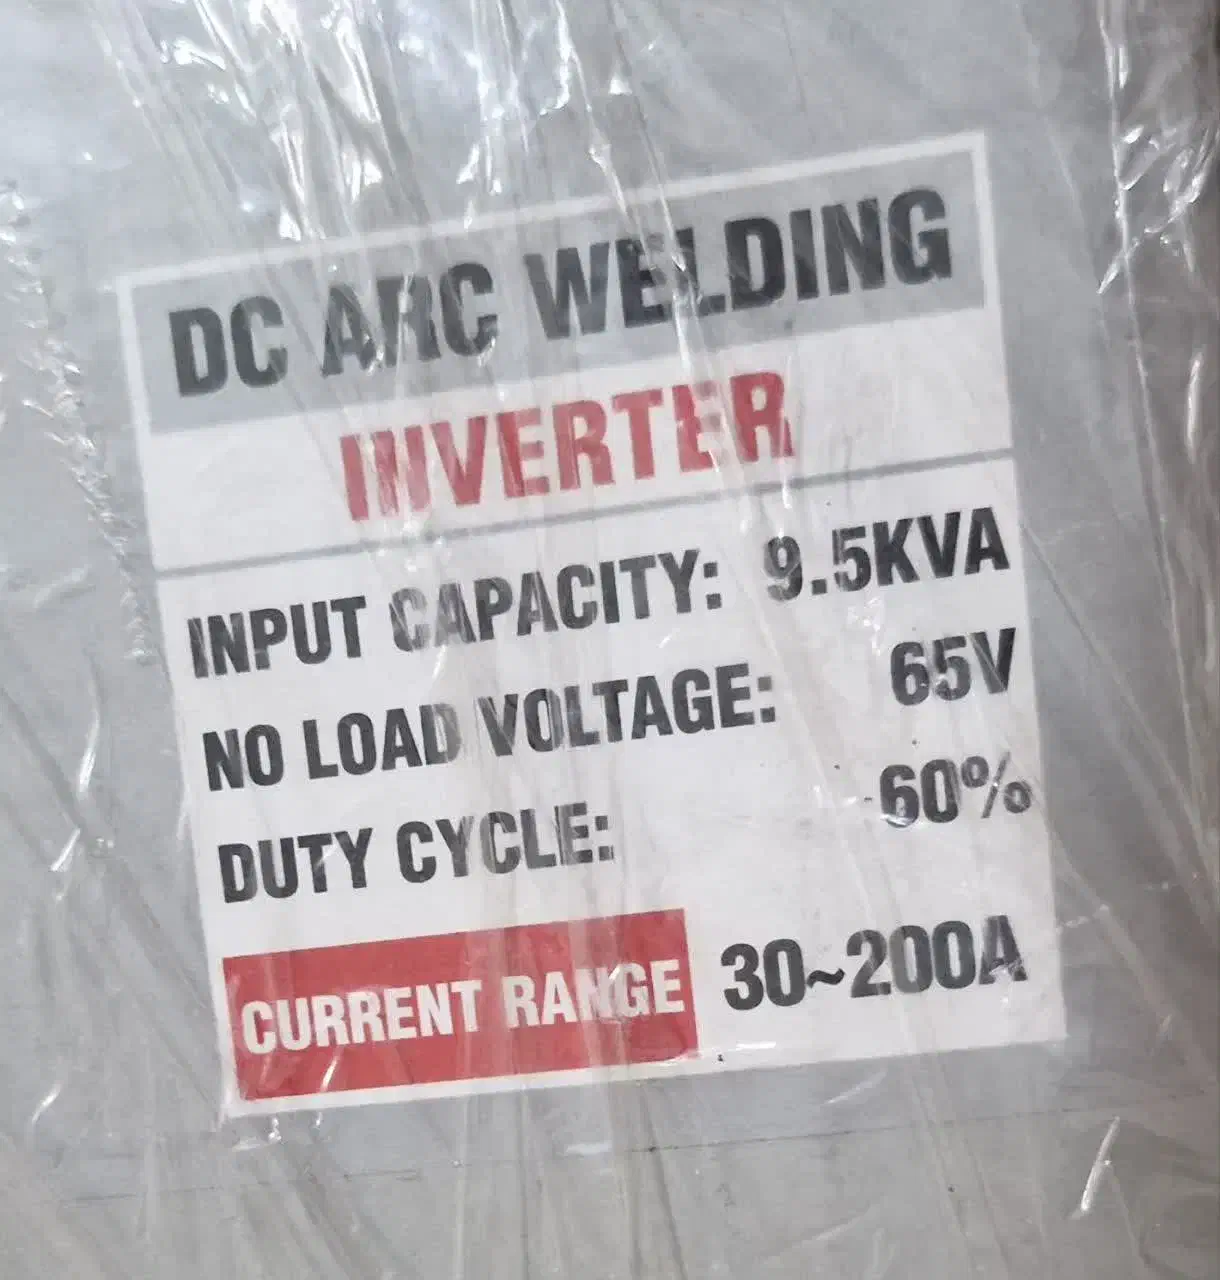 DC ARC WELDING
INVERTER
INPUT CAPACITY: 9.5KVA
NO LOAD VOLTAGE: 65V
DUTY CYCLE: 60%
CURRENT RANGE 30~200A